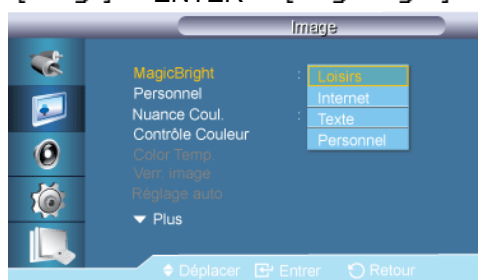 Image
MagicBright : Loisirs
Personnel Internet
Nuance Coul. : Texte
Contrôle Couleur Personnel
Color Temp.
Verr. image
Réglage auto
Plus
Déplacer Entrer Retour